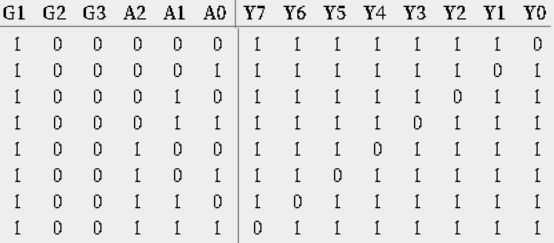 G1 G2 G3 A2 A1 A0 Y7 Y6 Y5 Y4 Y3 Y2 Y1 Y0
1 0 0 0 0 0 1 1 1 1 1 1 1 0
1 0 0 0 0 1 1 1 1 1 1 1 0 1
1 0 0 0 1 0 1 1 1 1 1 0 1 1
1 0 0 0 1 1 1 1 1 1 0 1 1 1
1 0 0 1 0 0 1 1 1 0 1 1 1 1
1 0 0 1 0 1 1 1 0 1 1 1 1 1
1 0 0 1 1 0 1 0 1 1 1 1 1 1
1 0 0 1 1 1 0 1 1 1 1 1 1 1